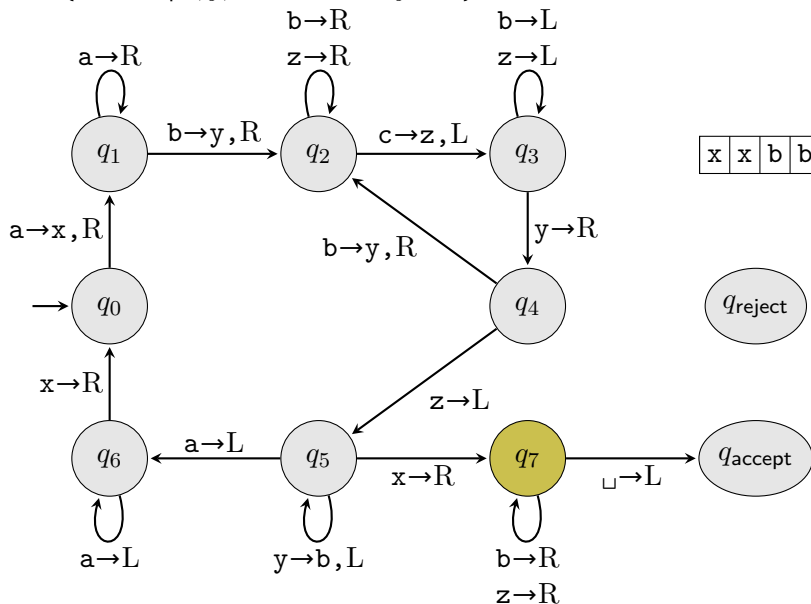 b→R
z→R
b→L
z→L
a→R
q1
b→y,R
q2
c→z,L
q3
x x b b
a→x,R
b→y,R
y→R
q0
q4
qreject
x→R
z→L
q6
a→L
q5
x→R
q7
␣→L
qaccept
a→L
y→b,L
b→R
z→R